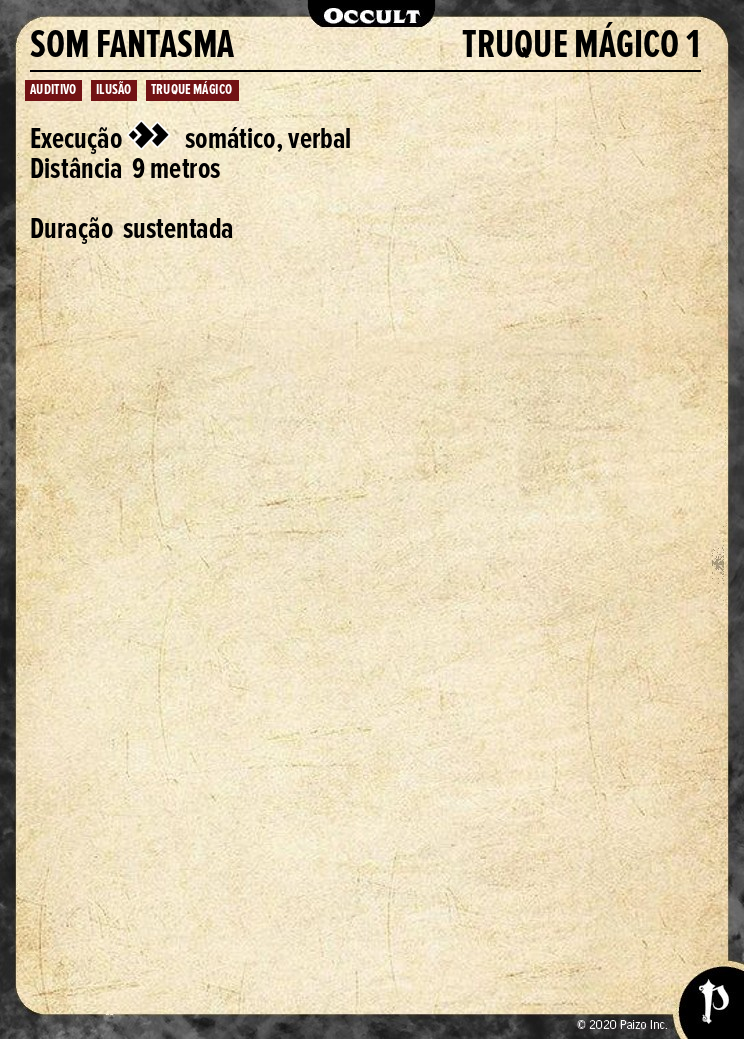 Occult
SOM FANTASMA TRUQUE MÁGICO 1
AUDITIVO ILUSÃO TRUQUE MÁGICO
Execução somático, verbal
Distância 9 metros
Duração sustentada
© 2020 Paizo Inc.